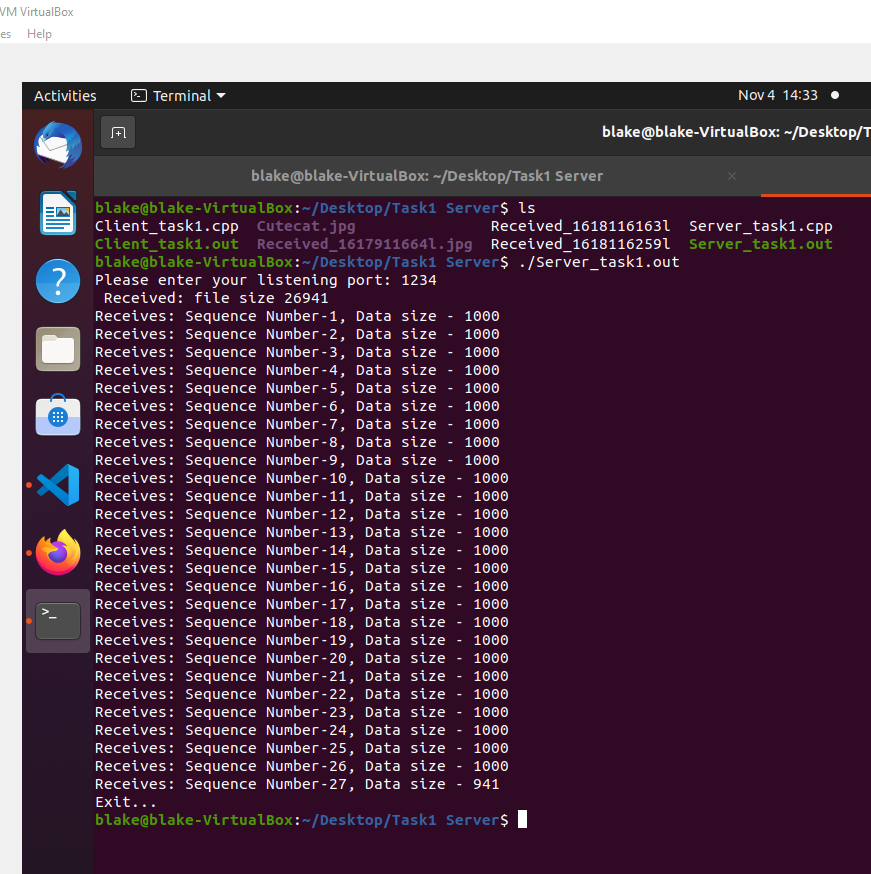 VM VirtualBox
es Help
Activities Terminal Nov 4 14:33
blake@blake-VirtualBox: ~/Desktop/T
blake@blake-VirtualBox: ~/Desktop/Task1 Server
blake@blake-VirtualBox:~/Desktop/Task1 Server$ ls
Client_task1.cpp Cutecat.jpg Received_1618116163l Server_task1.cpp
Client_task1.out Received_1617911664l.jpg Received_1618116259l Server_task1.out
blake@blake-VirtualBox:~/Desktop/Task1 Server$ ./Server_task1.out
Please enter your listening port: 1234
Received: file size 26941
Receives: Sequence Number-1, Data size - 1000
Receives: Sequence Number-2, Data size - 1000
Receives: Sequence Number-3, Data size - 1000
Receives: Sequence Number-4, Data size - 1000
Receives: Sequence Number-5, Data size - 1000
Receives: Sequence Number-6, Data size - 1000
Receives: Sequence Number-7, Data size - 1000
Receives: Sequence Number-8, Data size - 1000
Receives: Sequence Number-9, Data size - 1000
Receives: Sequence Number-10, Data size - 1000
Receives: Sequence Number-11, Data size - 1000
Receives: Sequence Number-12, Data size - 1000
Receives: Sequence Number-13, Data size - 1000
Receives: Sequence Number-14, Data size - 1000
Receives: Sequence Number-15, Data size - 1000
Receives: Sequence Number-16, Data size - 1000
Receives: Sequence Number-17, Data size - 1000
Receives: Sequence Number-18, Data size - 1000
Receives: Sequence Number-19, Data size - 1000
Receives: Sequence Number-20, Data size - 1000
Receives: Sequence Number-21, Data size - 1000
Receives: Sequence Number-22, Data size - 1000
Receives: Sequence Number-23, Data size - 1000
Receives: Sequence Number-24, Data size - 1000
Receives: Sequence Number-25, Data size - 1000
Receives: Sequence Number-26, Data size - 1000
Receives: Sequence Number-27, Data size - 941
Exit...
blake@blake-VirtualBox:~/Desktop/Task1 Server$